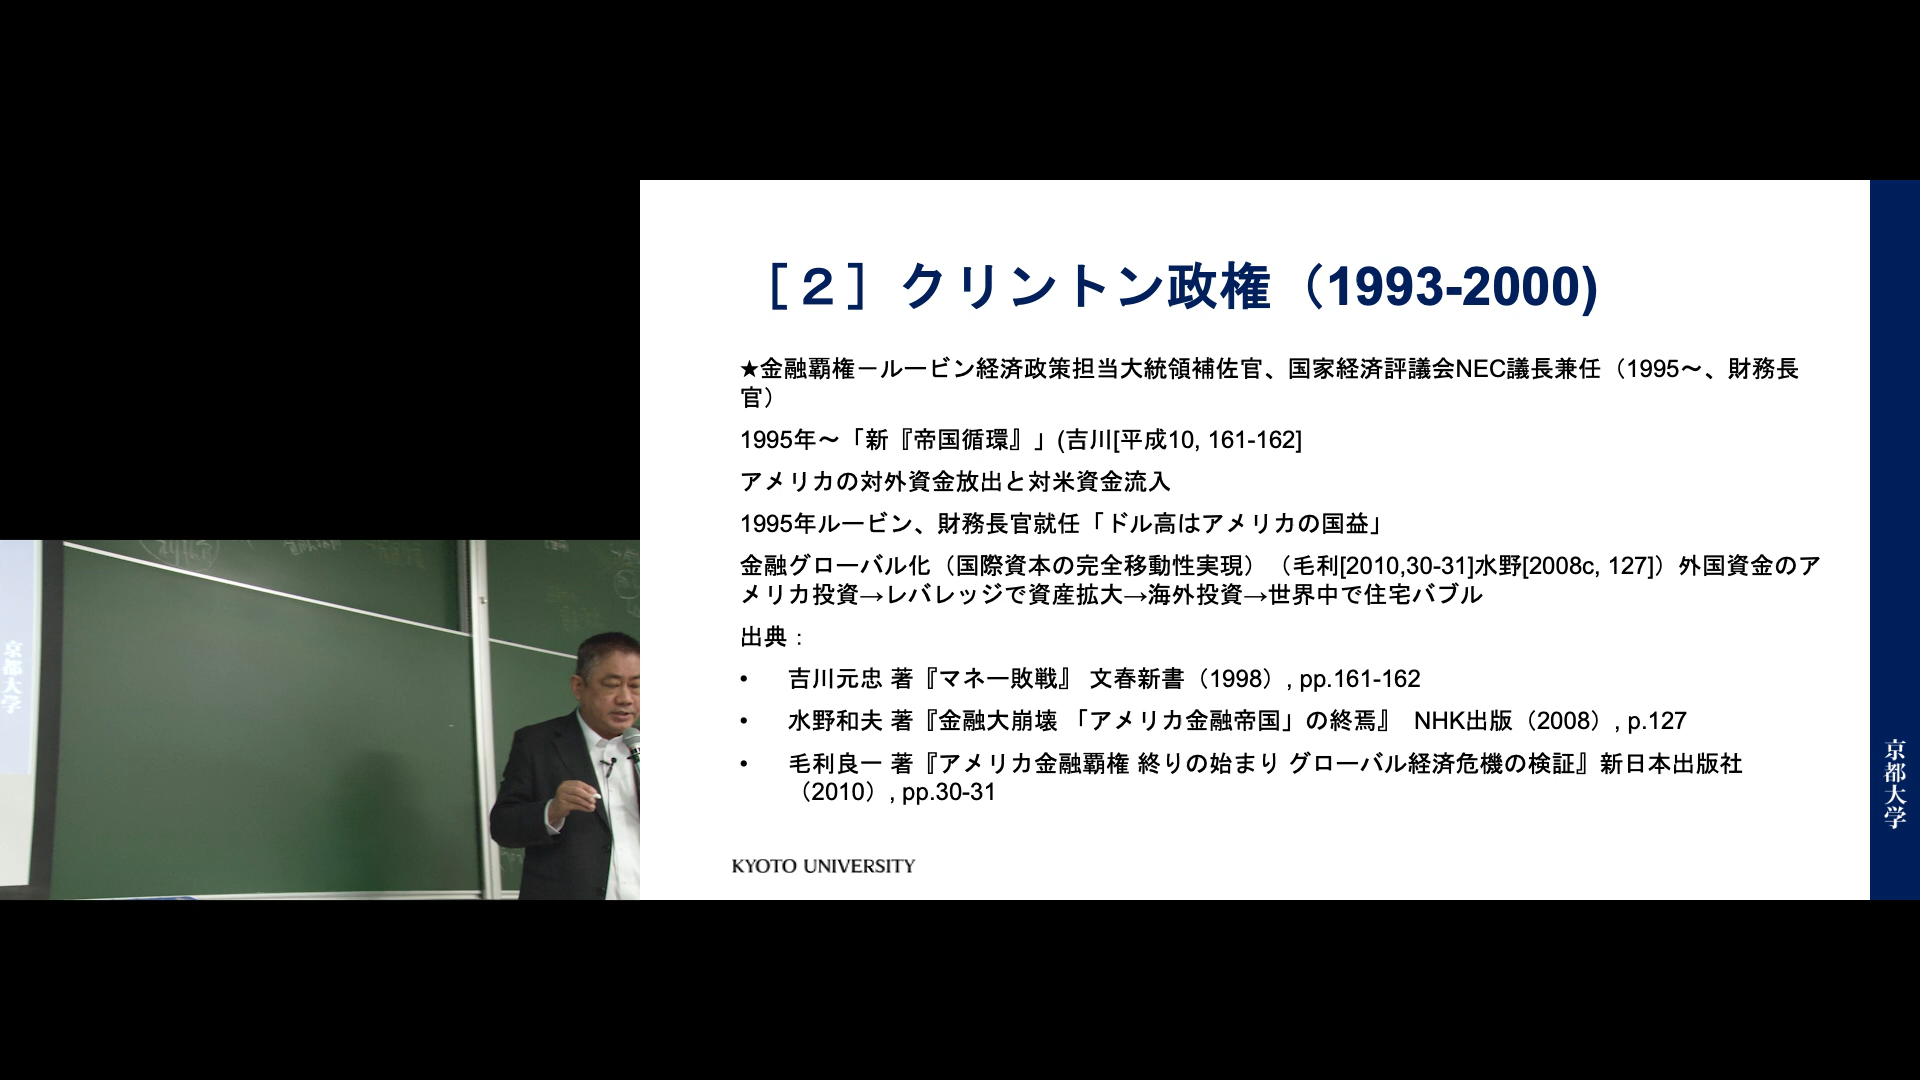 ［２］クリントン政権（1993-2000)
★金融覇権－ルービン経済政策担当大統領補佐官、国家経済評議会NEC議長兼任（1995～、財務長
官）
1995年～「新『帝国循環』」(吉川[平成10, 161-162]
アメリカの対外資金放出と対米資金流入
1995年ルービン、財務長官就任「ドル高はアメリカの国益」
金融グローバル化（国際資本の完全移動性実現）（毛利[2010,30-31]水野[2008c, 127]）外国資金のア
メリカ投資→レバレッジで資産拡大→海外投資→世界中で住宅バブル
出典：
• 吉川元忠 著『マネー敗戦』 文春新書（1998）, pp.161-162
• 水野和夫 著『金融大崩壊 「アメリカ金融帝国」の終焉』 NHK出版（2008）, p.127
• 毛利良一 著『アメリカ金融覇権 終りの始まり グローバル経済危機の検証』新日本出版社
（2010）, pp.30-31
KYOTO UNIVERSITY
京都大学
京都大学